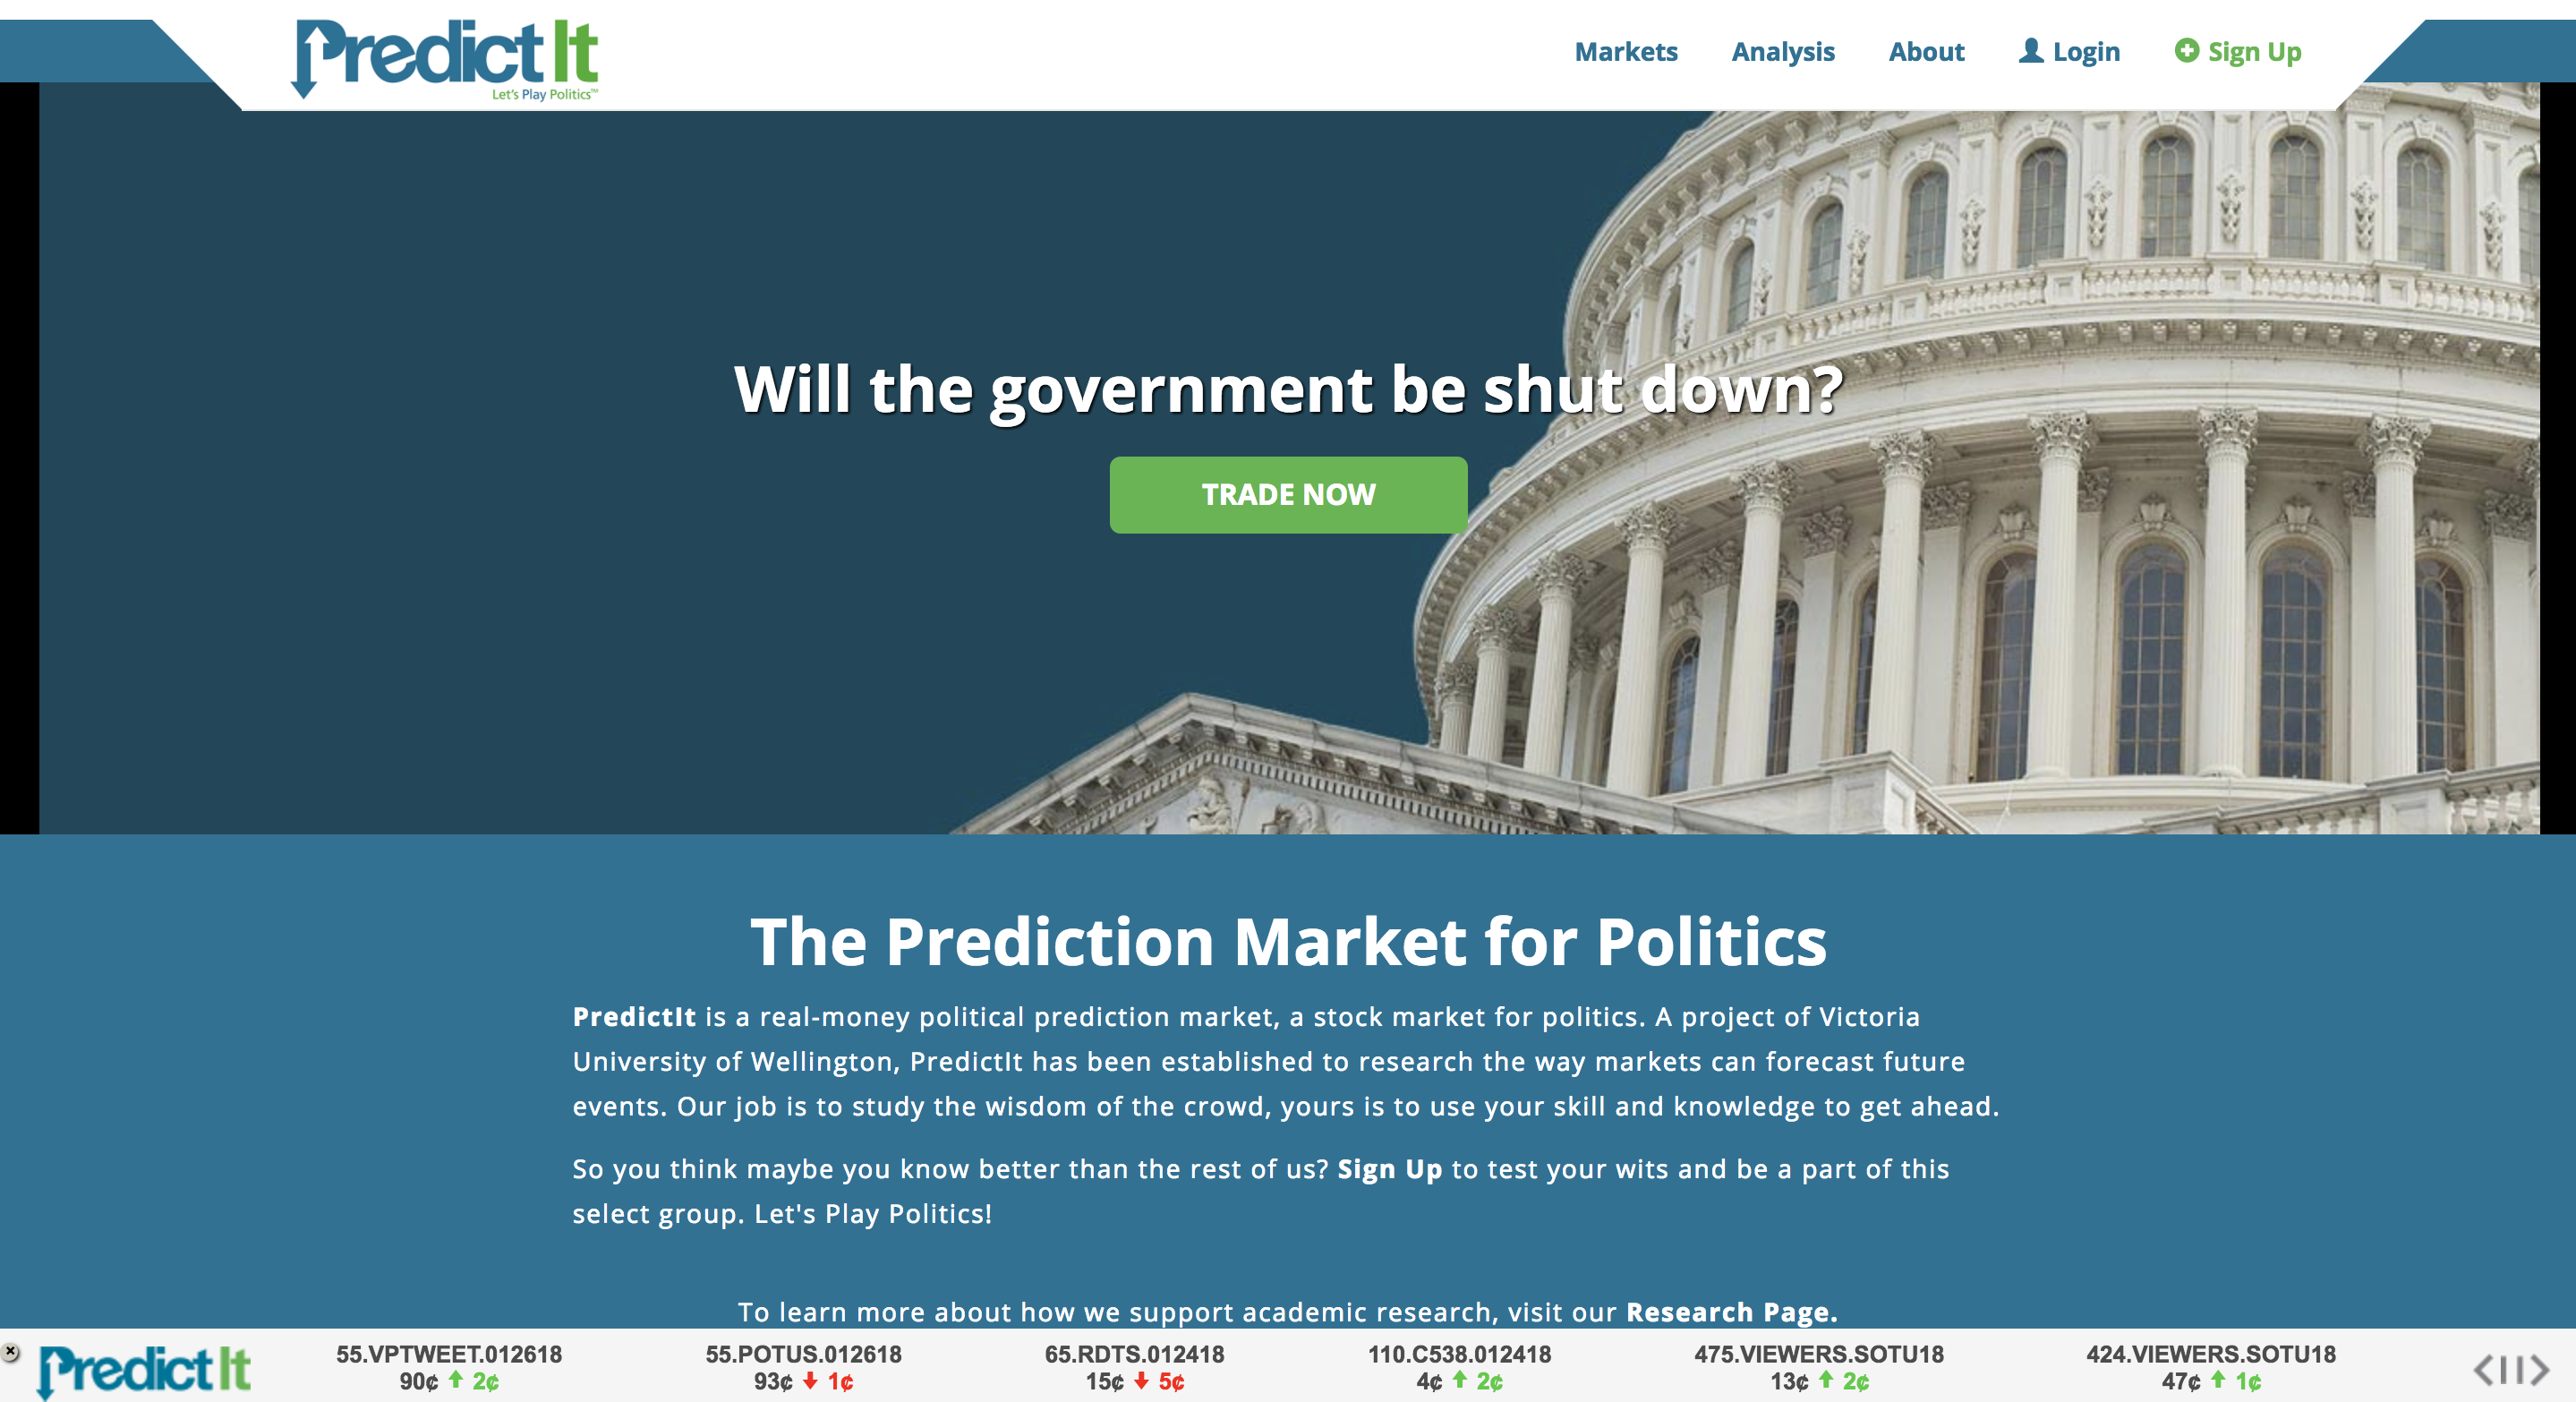 PredictIt
Let's Play Politics™
Markets Analysis About Login Sign Up
Will the government be shut down?
TRADE NOW
The Prediction Market for Politics
PredictIt is a real-money political prediction market, a stock market for politics. A project of Victoria
University of Wellington, PredictIt has been established to research the way markets can forecast future
events. Our job is to study the wisdom of the crowd, yours is to use your skill and knowledge to get ahead.
So you think maybe you know better than the rest of us? Sign Up to test your wits and be a part of this
select group. Let's Play Politics!
To learn more about how we support academic research, visit our Research Page.
PredictIt
55.VPTWEET.012618
90¢ 2¢
55.POTUS.012618
93¢ 1¢
65.RDTS.012418
15¢ 5¢
110.C538.012418
4¢ 2¢
475.VIEWERS.SOTU18
13¢ 2¢
424.VIEWERS.SOTU18
47¢ 1¢